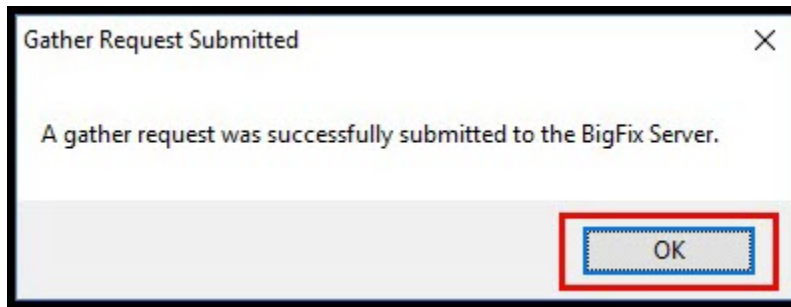 Gather Request Submitted
A gather request was successfully submitted to the BigFix Server.
OK